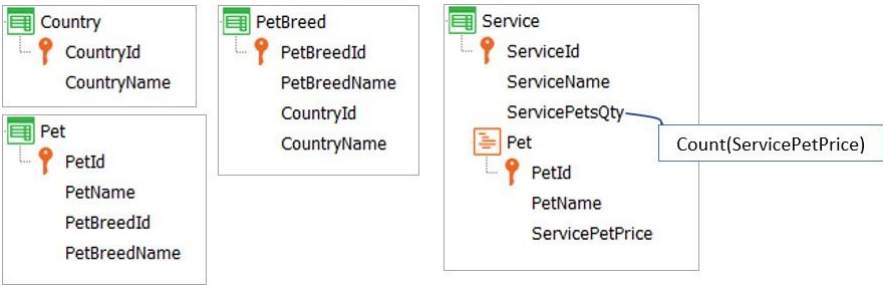 Country
CountryId
CountryName
Pet
PetId
PetName
PetBreedId
PetBreedName
PetBreed
PetBreedId
PetBreedName
CountryId
CountryName
Service
ServiceId
ServiceName
ServicePetsQty
Pet
PetId
PetName
ServicePetPrice
Count(ServicePetPrice)